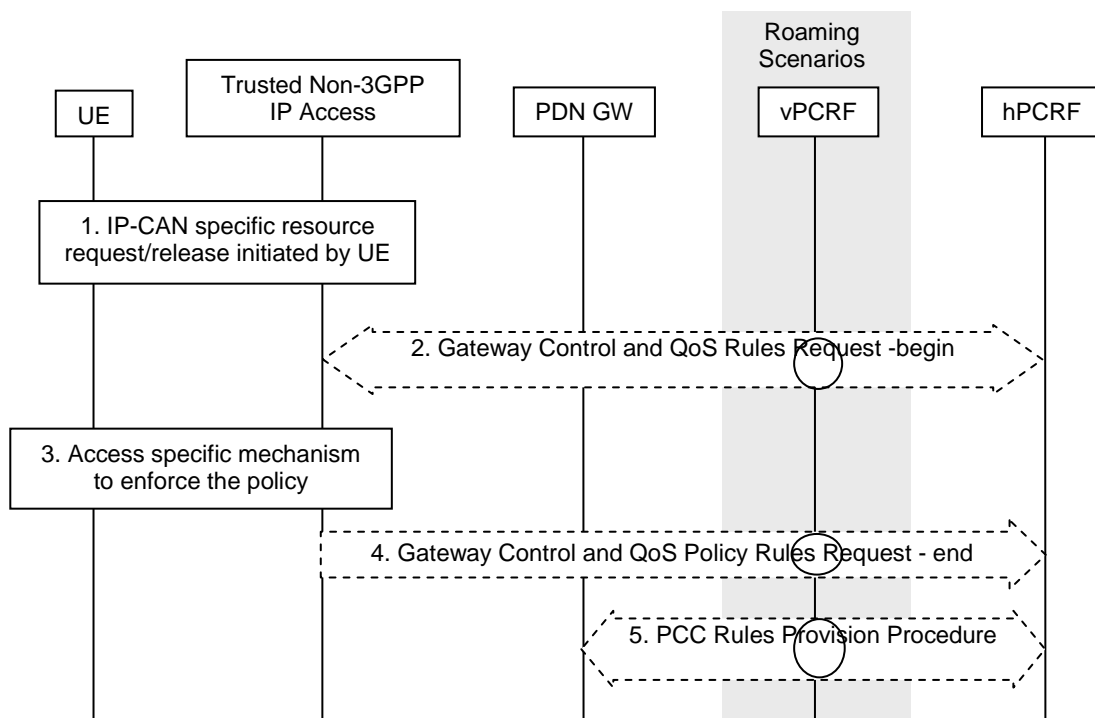 Roaming
Scenarios
UE
Trusted Non-3GPP
IP Access
PDN GW
vPCRF
hPCRF
1. IP-CAN specific resource
request/release initiated by UE
2. Gateway Control and QoS Rules Request -begin
3. Access specific mechanism
to enforce the policy
4. Gateway Control and QoS Policy Rules Request - end
5. PCC Rules Provision Procedure